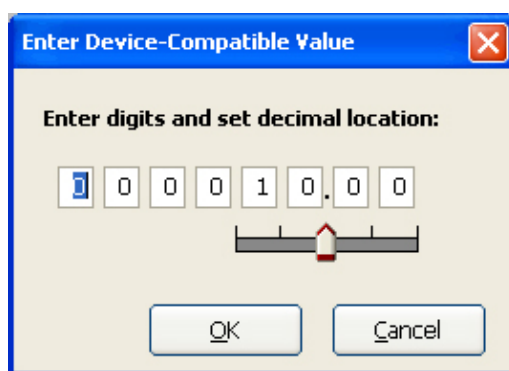 Enter Device-Compatible Value
Enter digits and set decimal location:
0 0 0 0 1 0.0 0
OK Cancel